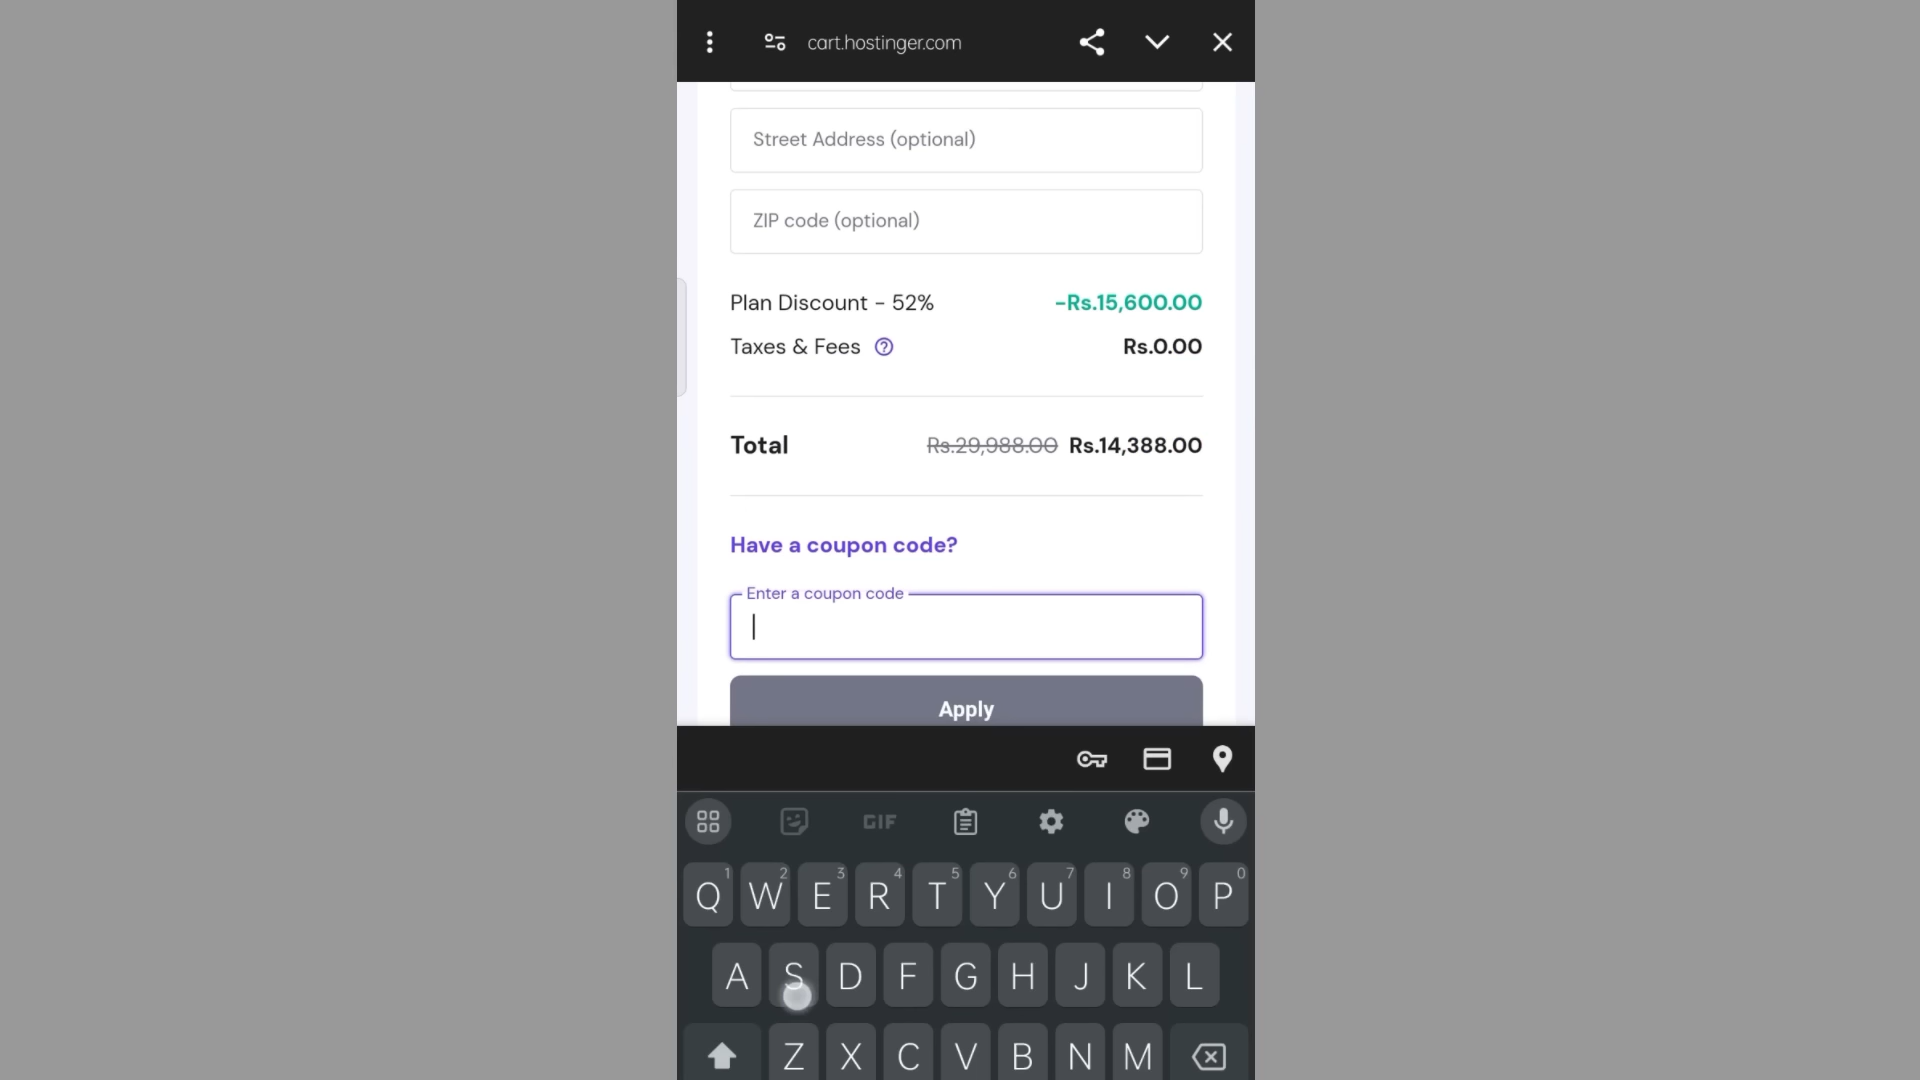 cart.hostinger.com
Street Address (optional)
ZIP code (optional)
Plan Discount - 52% -Rs.15,600.00
Taxes & Fees ? Rs.0.00
Total Rs.29,988.00 Rs.14,388.00
Have a coupon code?
Enter a coupon code
Apply
GIF
1 2 3 4 5 6 7 8 9 0
Q W E R T Y U I O P
A S D F G H J K L
Z X C V B N M